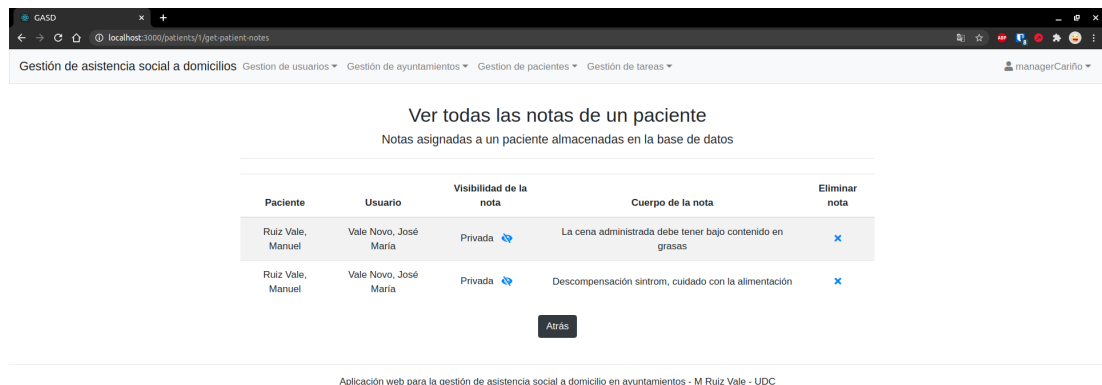 GASD
localhost:3000/patients/1/get-patient-notes
Gestión de asistencia social a domicilios Gestion de usuarios Gestión de ayuntamientos Gestion de pacientes Gestión de tareas managerCariño
Ver todas las notas de un paciente
Notas asignadas a un paciente almacenadas en la base de datos
Visibilidad de la Eliminar
Paciente Usuario nota Cuerpo de la nota nota
Ruiz Vale, Vale Novo, José La cena administrada debe tener bajo contenido en
Manuel María Privada grasas
Ruiz Vale, Vale Novo, José
Manuel María Privada Descompensación sintrom, cuidado con la alimentación
Atrás
Aplicación web para la gestión de asistencia social a domicilio en ayuntamientos - M Ruiz Vale - UDC